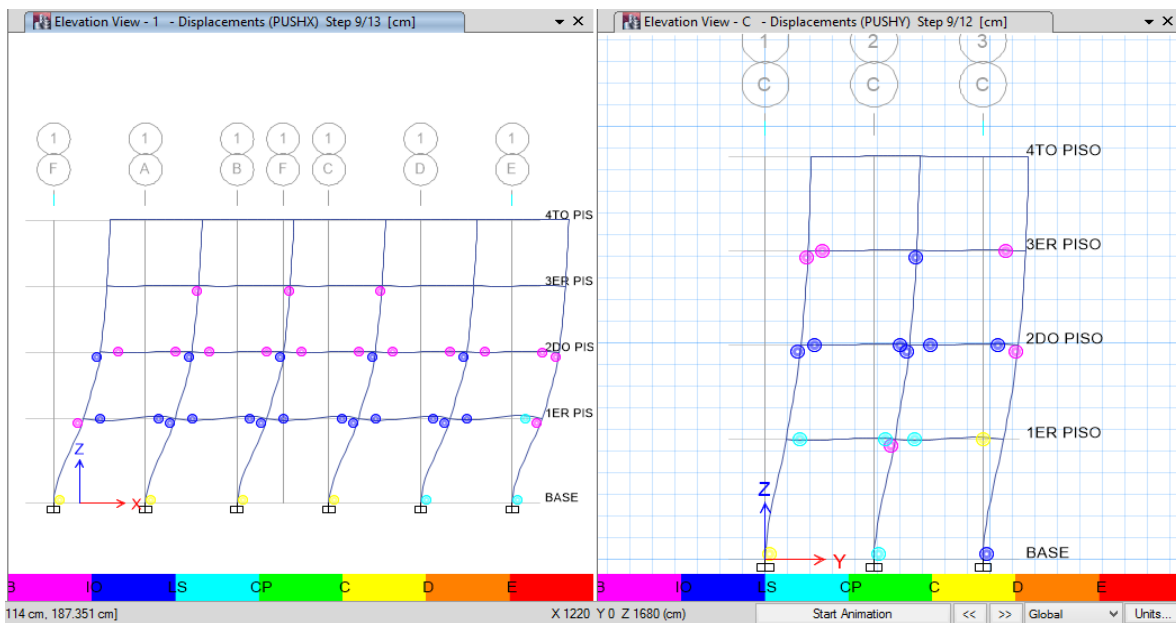 Elevation View - 1 - Displacements (PUSHX) Step 9/13 [cm]
Elevation View - C - Displacements (PUSHY) Step 9/12 [cm]
1 1 1 1 1 1 1
F A B F C D E
4TO PIS
3ER PIS
2DO PIS
1ER PIS
BASE
Z
X
B IO LS CP C D E
1 2 3
C C C
4TO PISO
3ER PISO
2DO PISO
1ER PISO
BASE
Z
Y
B IO LS CP C D E
114 cm, 187.351 cm]
X 1220 Y 0 Z 1680 (cm)
Start Animation
<<
>>
Global
Units...